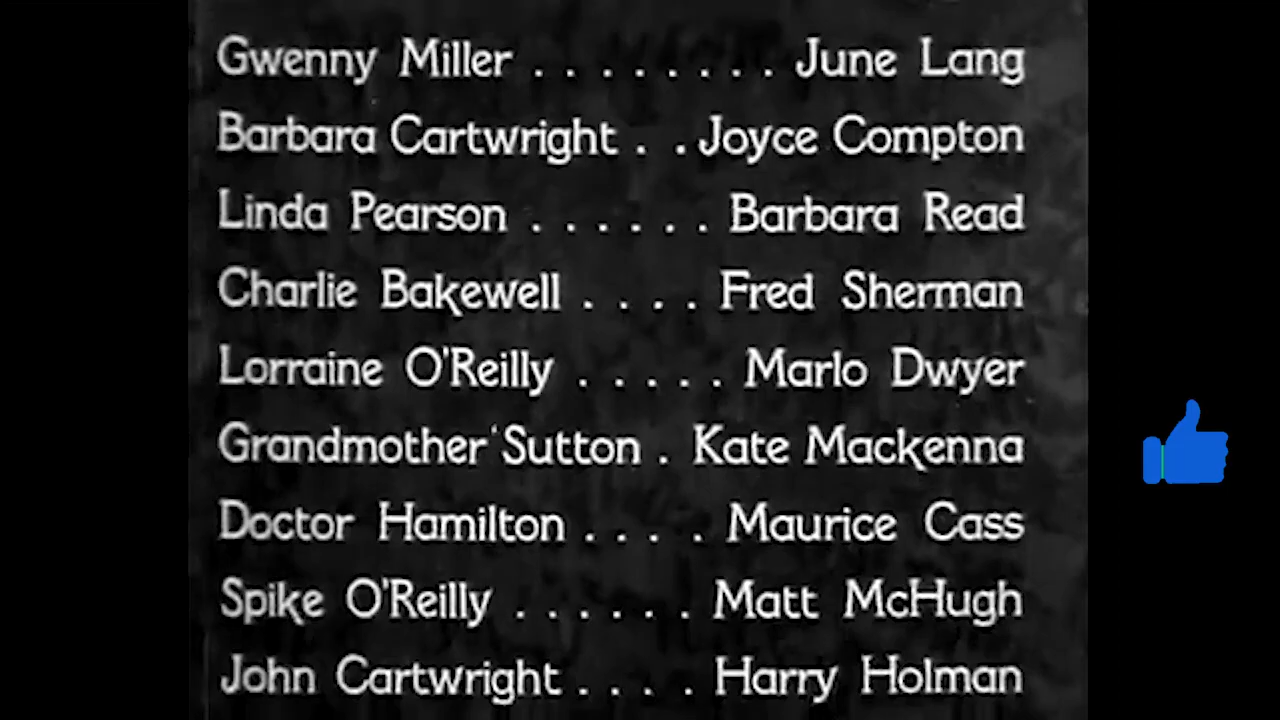 Gwenny Miller . . . . . . . . June Lang
Barbara Cartwright . . Joyce Compton
Linda Pearson . . . . . . Barbara Read
Charlie Bakewell . . . . Fred Sherman
Lorraine O'Reilly . . . . . Marlo Dwyer
Grandmother Sutton . Kate Mackenna
Doctor Hamilton . . . . Maurice Cass
Spike O'Reilly . . . . . . Matt McHugh
John Cartwright . . . . Harry Holman